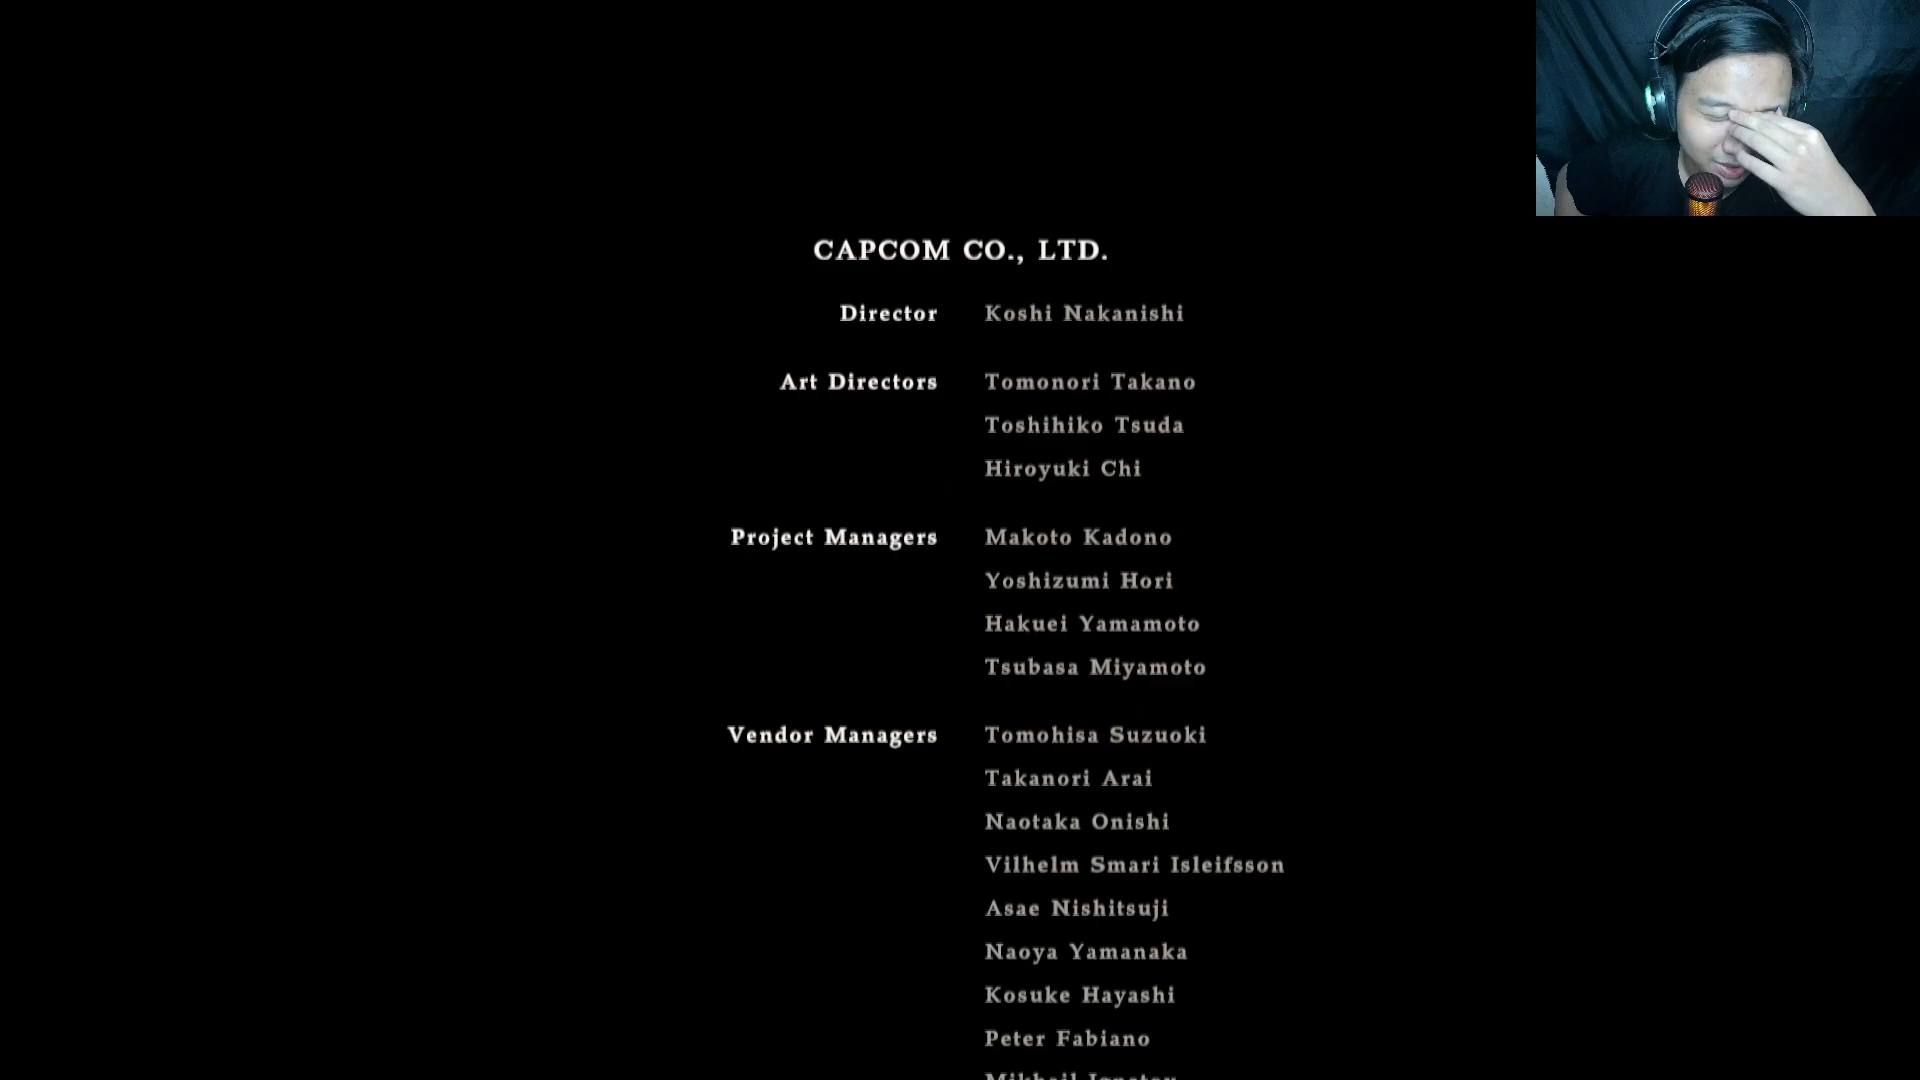 CAPCOM CO., LTD.
Director Koshi Nakanishi
Art Directors Tomonori Takano
Toshihiko Tsuda
Hiroyuki Chi
Project Managers Makoto Kadono
Yoshizumi Hori
Hakuei Yamamoto
Tsubasa Miyamoto
Vendor Managers Tomohisa Suzuoki
Takanori Arai
Naotaka Onishi
Vilhelm Smari Isleifsson
Asae Nishitsuji
Naoya Yamanaka
Kosuke Hayashi
Peter Fabiano